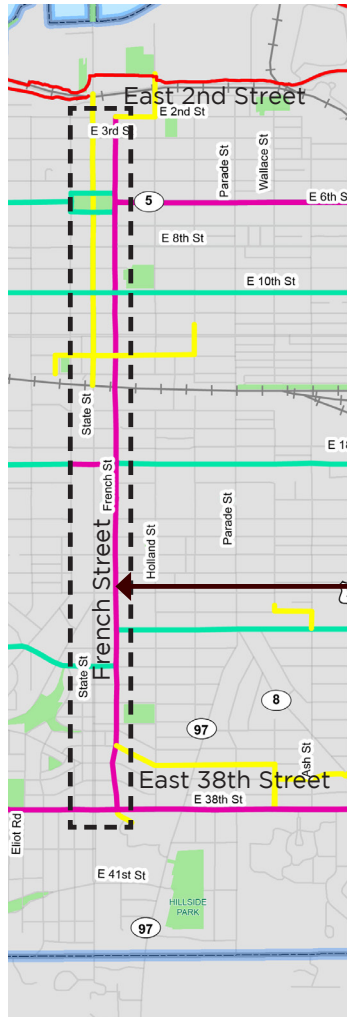 East 2nd Street
E 2nd St
E 3rd S
Parade St
Wallace St
E 6th S
5
E 8th St
E 10th St
State St
E 18
French St
Holland St
Parade St
French Street
State St
8
97
Ash St
East 38th Street
E 38th St
Eliot Rd
E 41st St
HILLSIDE
PARK
97